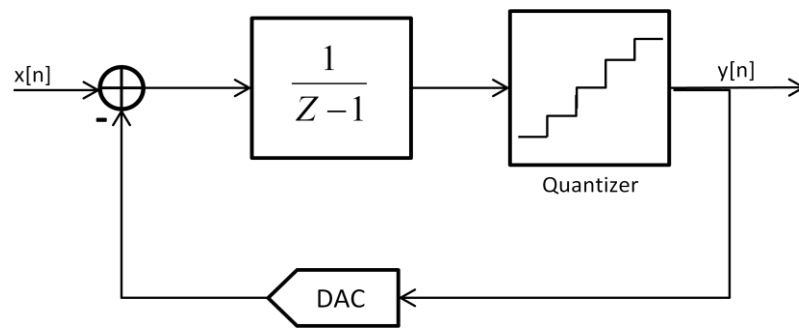 x[n]
-
1
Z − 1
Quantizer
y[n]
DAC